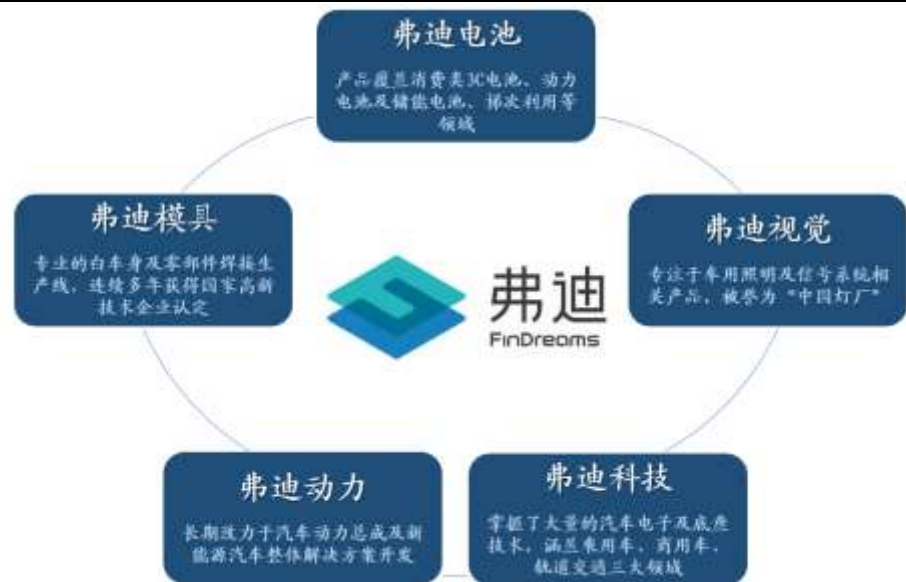 弗迪电池
产品覆盖消费类3C电池、动力
电池及储能电池、梯次利用等
领域
弗迪模具
专业的白车身及零部件焊接生
产线，连续多年获得国家高新
技术企业认定
弗迪视觉
专注于车用照明及信号系统相
关产品，被誉为“中国灯厂”
弗迪
FinDreams
弗迪动力
长期致力于汽车动力总成及新
能源汽车整体解决方案开发
弗迪科技
掌握了大量的汽车电子及底盘
技术，涵盖乘用车、商用车、
轨道交通三大领域